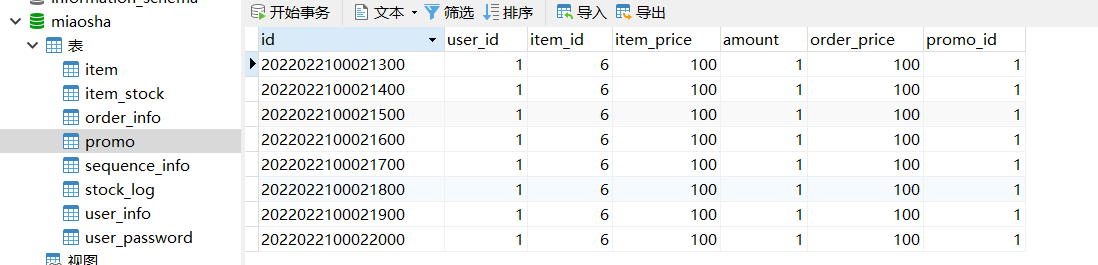 information_schema
miaosha
表
item
item_stock
order_info
promo
sequence_info
stock_log
user_info
user_password
视图
开始事务 文本 筛选 排序 导入 导出
id user_id item_id item_price amount order_price promo_id
2022022100021300 1 6 100 1 100 1
2022022100021400 1 6 100 1 100 1
2022022100021500 1 6 100 1 100 1
2022022100021600 1 6 100 1 100 1
2022022100021700 1 6 100 1 100 1
2022022100021800 1 6 100 1 100 1
2022022100021900 1 6 100 1 100 1
2022022100022000 1 6 100 1 100 1